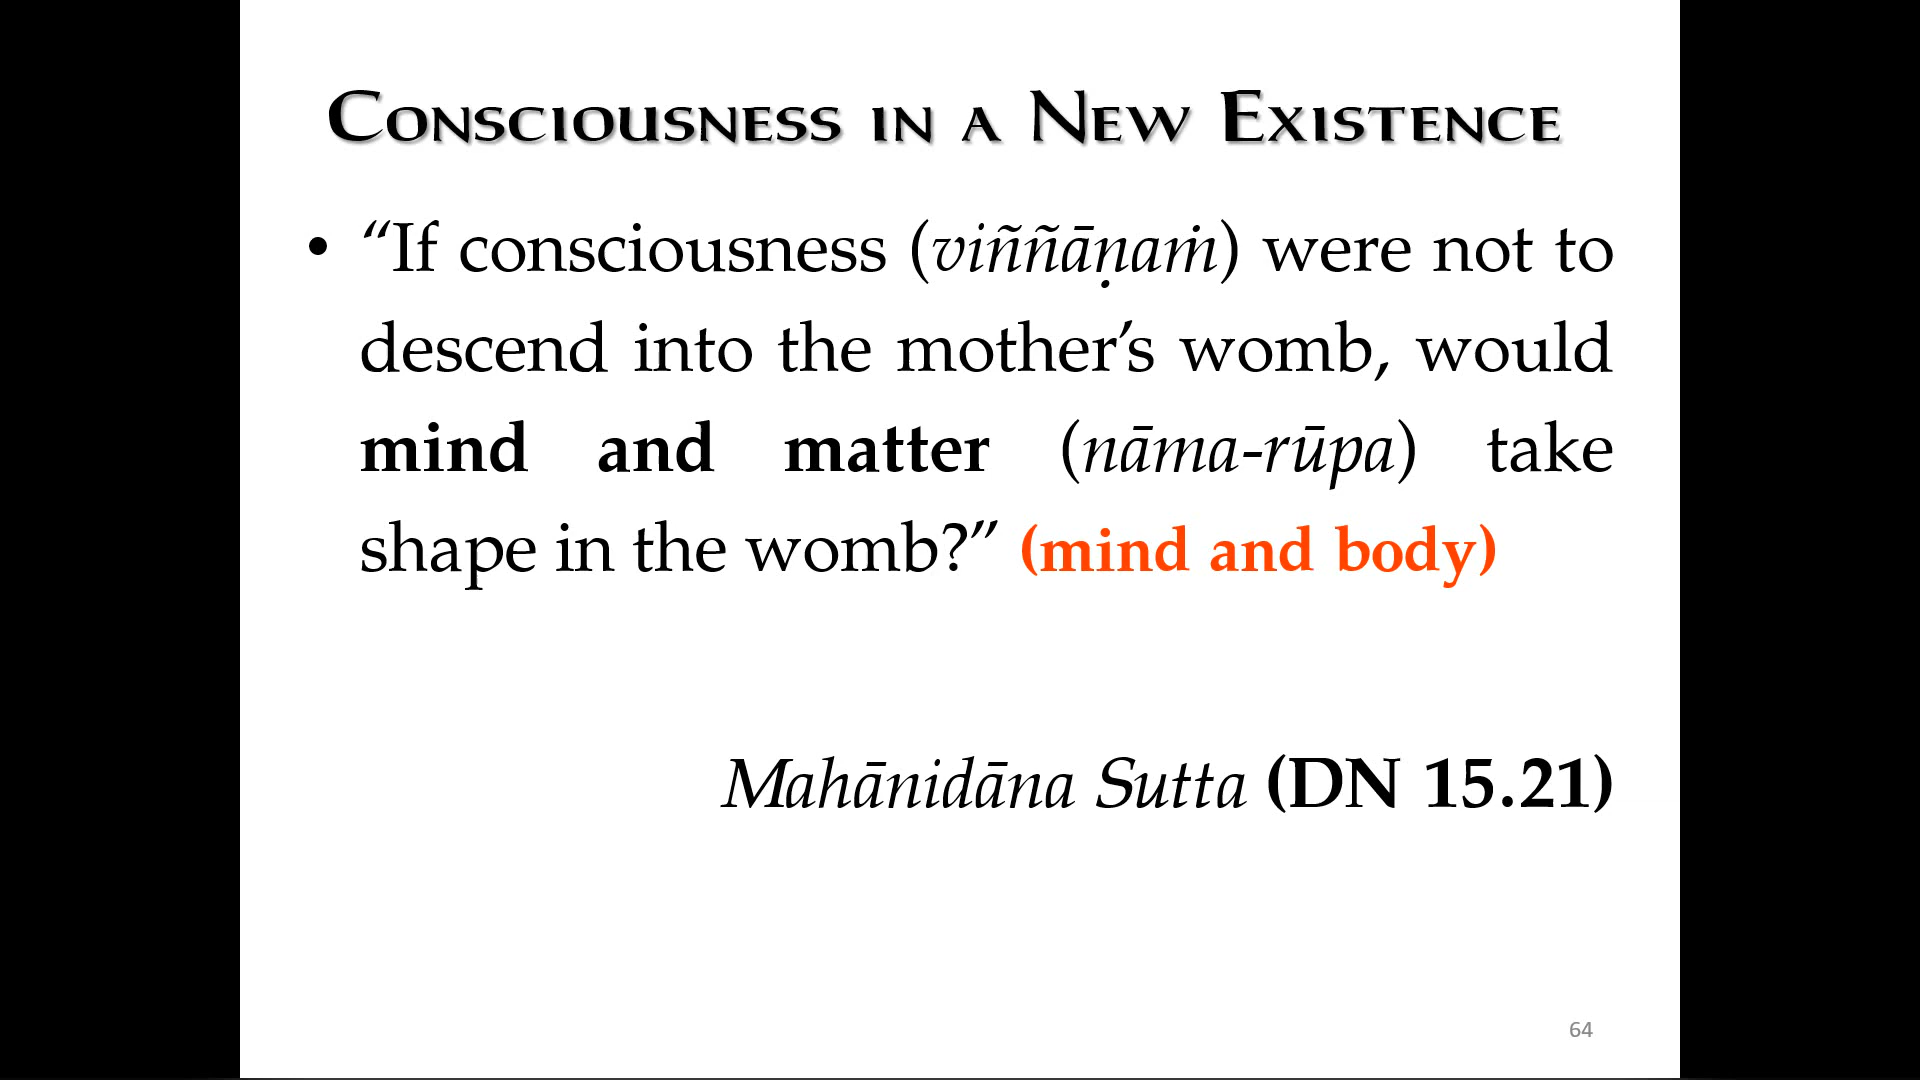 Consciousness in a New Existence
• “If consciousness (viññāṇaṁ) were not to
descend into the mother’s womb, would
mind and matter (nāma-rūpa) take
shape in the womb?” (mind and body)
Mahānidāna Sutta (DN 15.21)
64